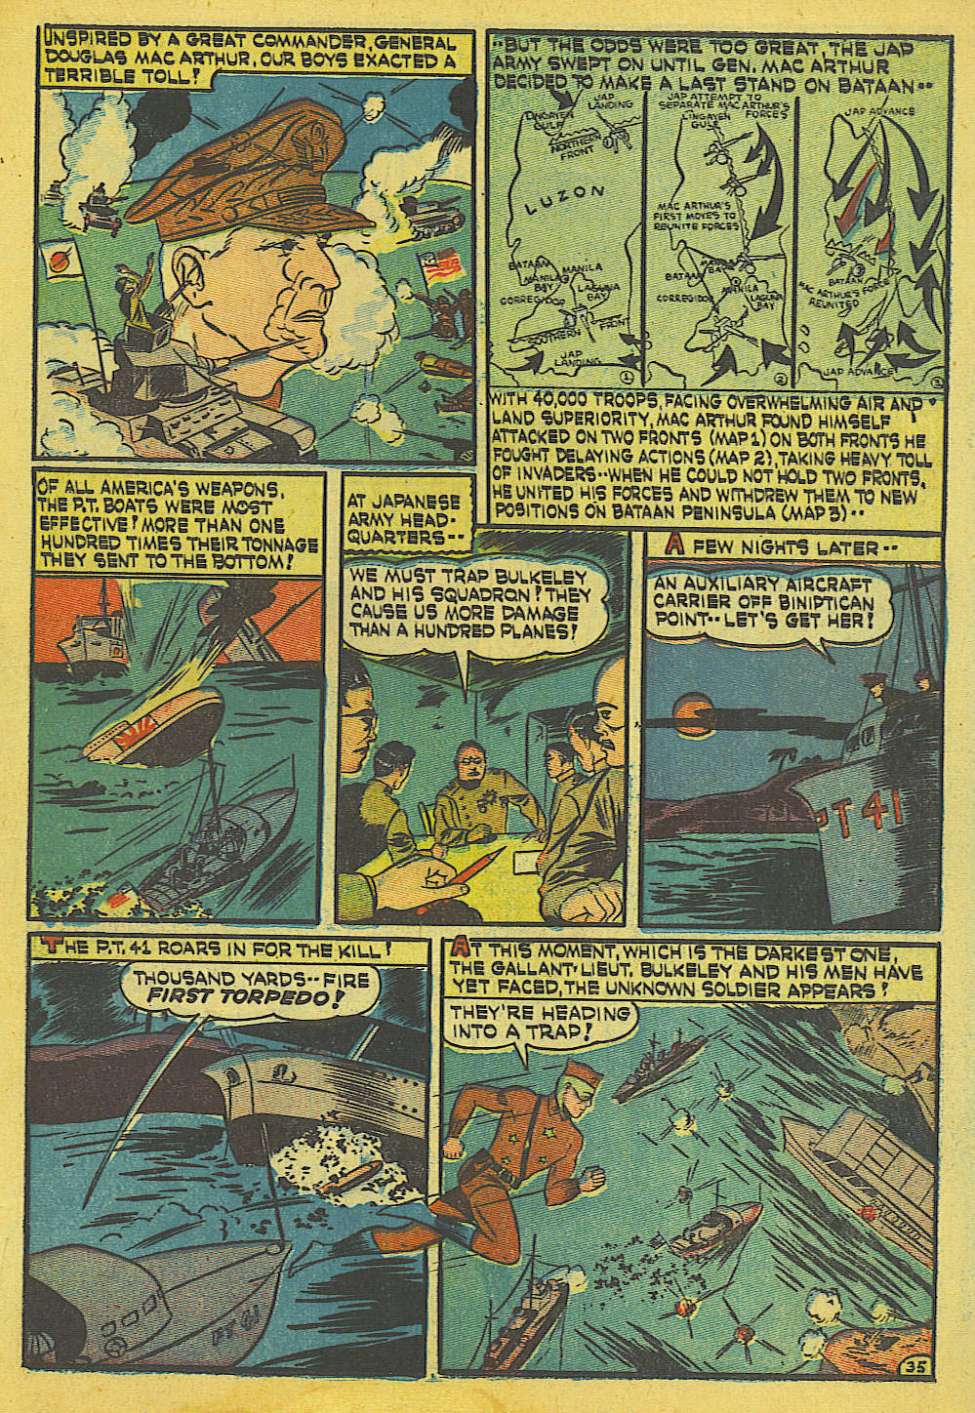 INSPIRED BY A GREAT COMMANDER, GENERAL
DOUGLAS MAC ARTHUR, OUR BOYS EXACTED A
TERRIBLE TOLL!
--BUT THE ODDS WERE TOO GREAT, THE JAP
ARMY SWEPT ON UNTIL GEN. MAC ARTHUR
DECIDED TO MAKE A LAST STAND ON BATAAN--
JAP
LANDING
LINGAYEN
GULF
NORTHERN
FRONT
LUZON
BATAAN
MANILA
BAY
MANILA
CORREGIDOR
LAGUNA
BAY
SOUTHERN FRONT
JAP
LANDING
1
JAP ATTEMPT TO
SEPARATE MAC ARTHUR'S
FORCES
LINGAYEN
GULF
MAC ARTHUR'S
FIRST MOVES TO
REUNITE FORCES
BATAAN
MANILA
BAY
MANILA
CORREGIDOR
LAGUNA
BAY
2
JAP ADVANCE
BATAAN
MAC ARTHUR'S FORCE
REUNITED
JAP ADVANCE
3
WITH 40,000 TROOPS, FACING OVERWHELMING AIR AND
LAND SUPERIORITY, MAC ARTHUR FOUND HIMSELF
ATTACKED ON TWO FRONTS (MAP 1) ON BOTH FRONTS HE
FOUGHT DELAYING ACTIONS (MAP 2), TAKING HEAVY TOLL
OF INVADERS--WHEN HE COULD NOT HOLD TWO FRONTS,
HE UNITED HIS FORCES AND WITHDREW THEM TO NEW
POSITIONS ON BATAAN PENINSULA (MAP 3)--
OF ALL AMERICA'S WEAPONS,
THE P.T. BOATS WERE MOST
EFFECTIVE! MORE THAN ONE
HUNDRED TIMES THEIR TONNAGE
THEY SENT TO THE BOTTOM!
AT JAPANESE
ARMY HEAD-
QUARTERS--
WE MUST TRAP BULKELEY
AND HIS SQUADRON! THEY
CAUSE US MORE DAMAGE
THAN A HUNDRED PLANES!
A FEW NIGHTS LATER--
AN AUXILIARY AIRCRAFT
CARRIER OFF BINIPTICAN
POINT--LET'S GET HER!
PT 41
THE P.T. 41 ROARS IN FOR THE KILL!
THOUSAND YARDS--FIRE
FIRST TORPEDO!
PT 41
AT THIS MOMENT, WHICH IS THE DARKEST ONE,
THE GALLANT LIEUT. BULKELEY AND HIS MEN HAVE
YET FACED, THE UNKNOWN SOLDIER APPEARS!
THEY'RE HEADING
INTO A TRAP!
35